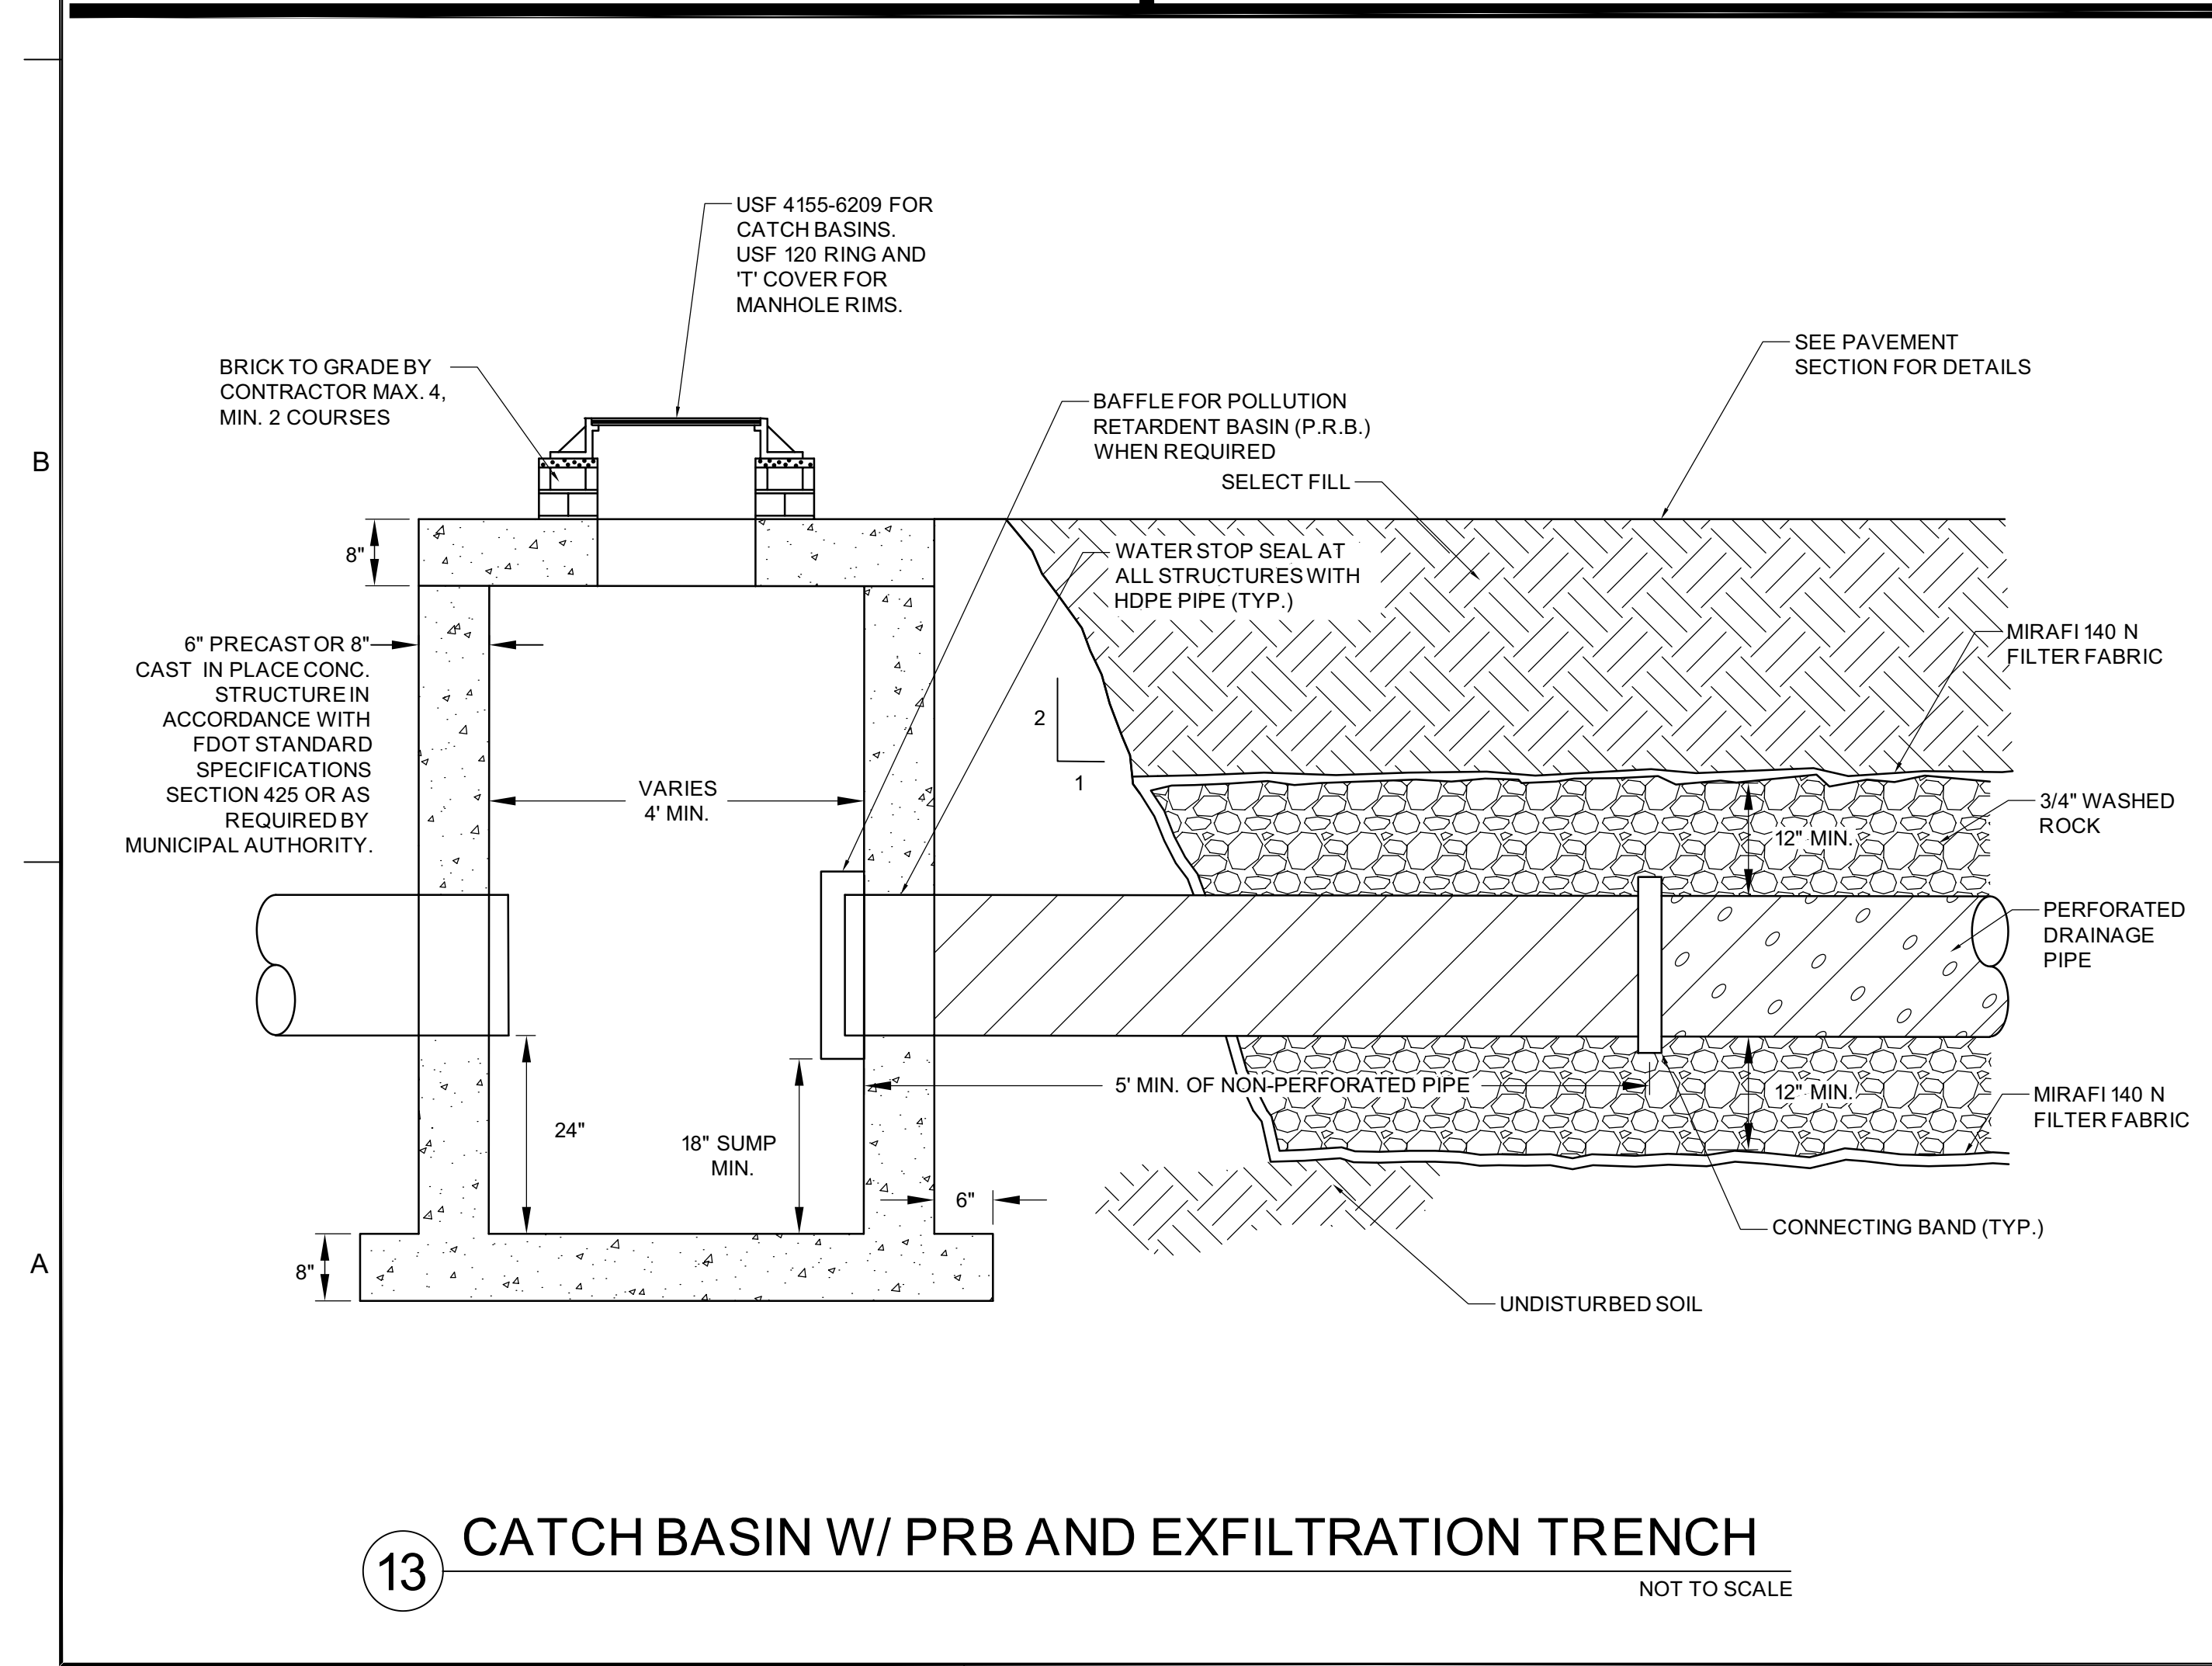 USF 4155-6209 FOR
CATCH BASINS.
USF 120 RING AND
'T' COVER FOR
MANHOLE RIMS.
BRICK TO GRADE BY
CONTRACTOR MAX. 4,
MIN. 2 COURSES
SEE PAVEMENT
SECTION FOR DETAILS
BAFFLE FOR POLLUTION
RETARDENT BASIN (P.R.B.)
WHEN REQUIRED
SELECT FILL
B
8"
WATER STOP SEAL AT
ALL STRUCTURES WITH
HDPE PIPE (TYP.)
6" PRECAST OR 8"
CAST IN PLACE CONC.
STRUCTURE IN
ACCORDANCE WITH
FDOT STANDARD
SPECIFICATIONS
SECTION 425 OR AS
REQUIRED BY
MUNICIPAL AUTHORITY.
MIRAFI 140 N
FILTER FABRIC
2
1
VARIES
4' MIN.
3/4" WASHED
ROCK
12" MIN.
PERFORATED
DRAINAGE
PIPE
5' MIN. OF NON-PERFORATED PIPE
12" MIN.
MIRAFI 140 N
FILTER FABRIC
24"
18" SUMP
MIN.
6"
CONNECTING BAND (TYP.)
A
8"
UNDISTURBED SOIL
13
CATCH BASIN W/ PRB AND EXFILTRATION TRENCH
NOT TO SCALE